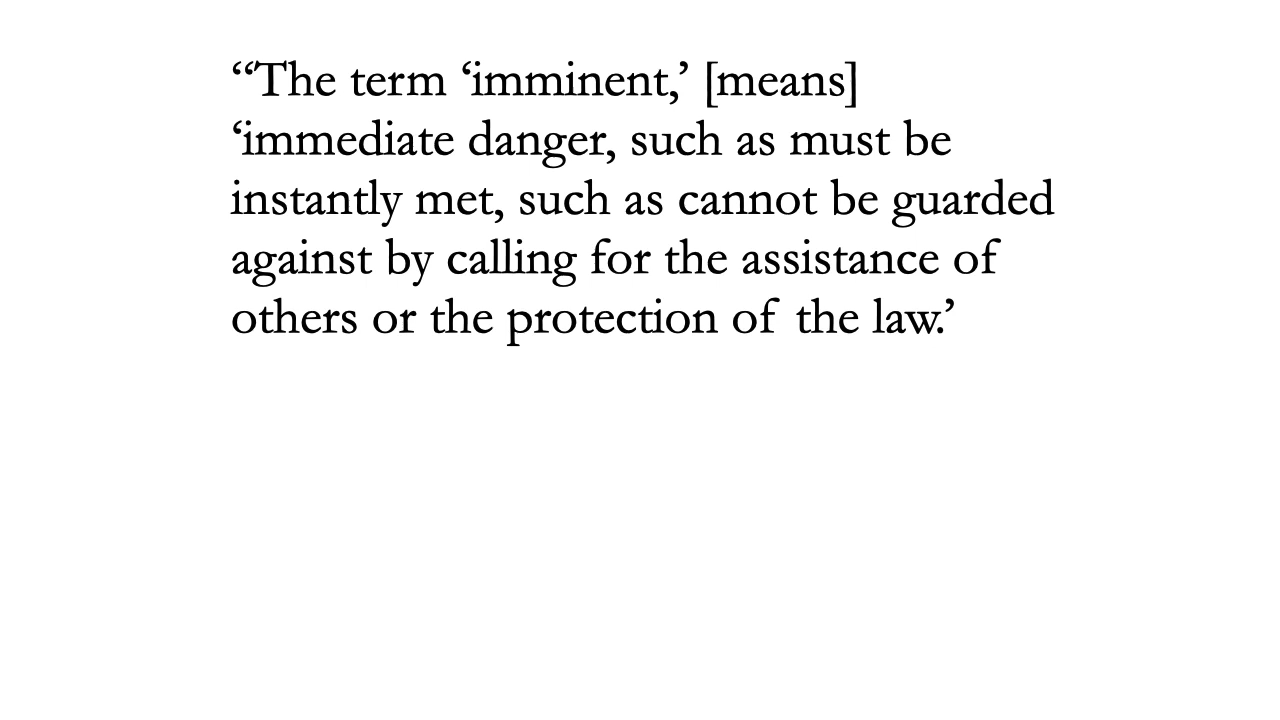 “The term ‘imminent,’ [means]
‘immediate danger, such as must be
instantly met, such as cannot be guarded
against by calling for the assistance of
others or the protection of the law.’